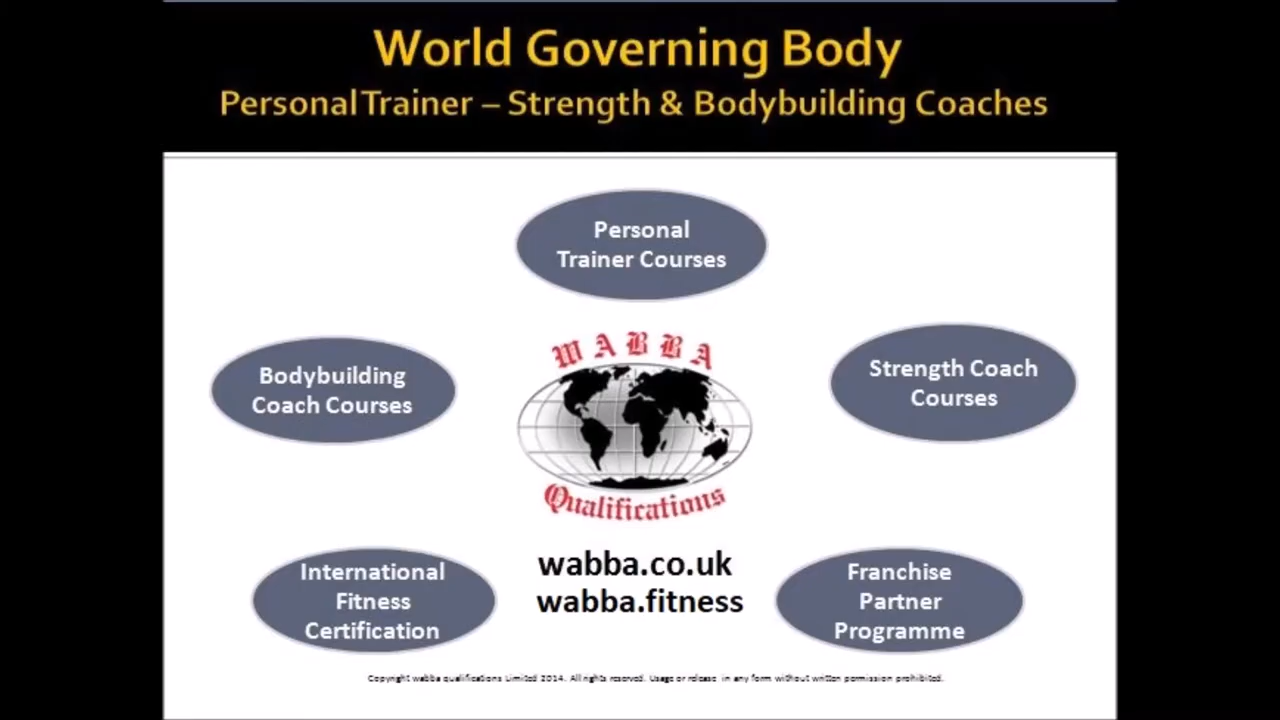 World Governing Body
Personal Trainer – Strength & Bodybuilding Coaches
Personal
Trainer Courses
Bodybuilding
Coach Courses
WABBA
Qualifications
Strength Coach
Courses
International
Fitness
Certification
wabba.co.uk
wabba.fitness
Franchise
Partner
Programme
Copyright wabba qualifications Limited 2014. All rights reserved. Usage or release in any form without written permission prohibited.